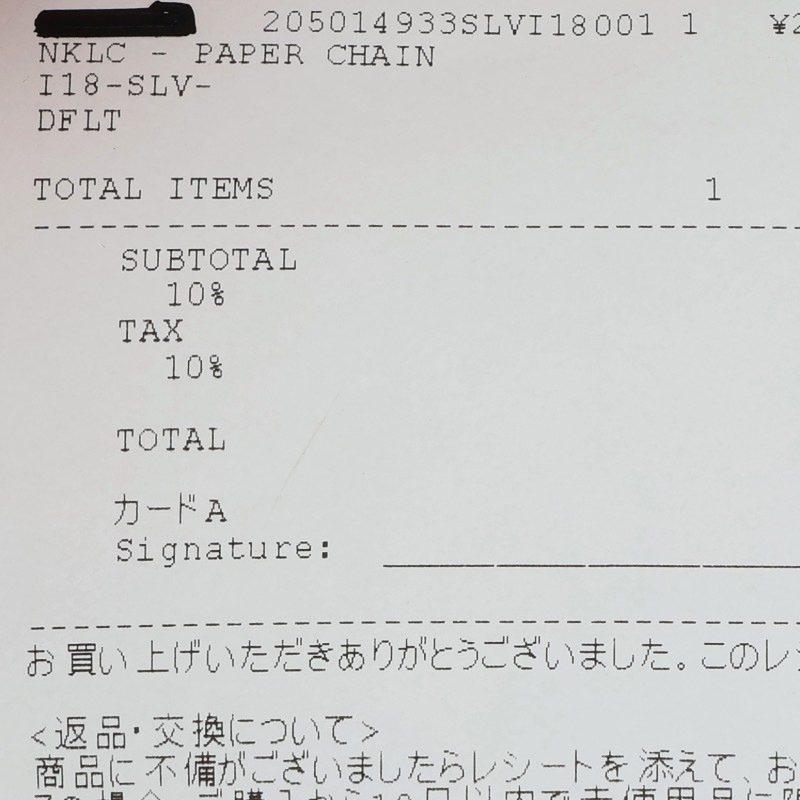 205014933SLVI18001 1 ¥2
NKLC - PAPER CHAIN
I18-SLV-
DFLT
TOTAL ITEMS 1
SUBTOTAL
10%
TAX
10%
TOTAL
カードA
Signature:
お買い上げいただきありがとうございました。このレ
<返品・交換について>
商品に不備がございましたらレシートを添えて、お